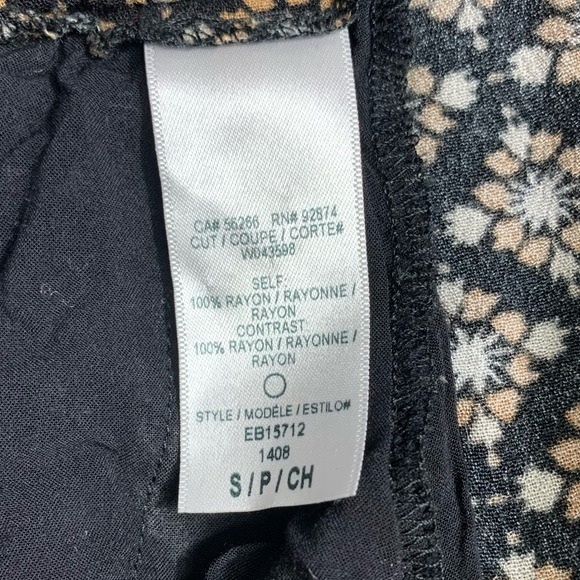 CA# 56266 RN# 92874
CUT / COUPE / CORTE#
W043598
SELF:
100% RAYON / RAYONNE /
RAYON
CONTRAST:
100% RAYON / RAYONNE /
RAYON
STYLE / MODÈLE / ESTILO#
EB15712
1408
S / P / CH